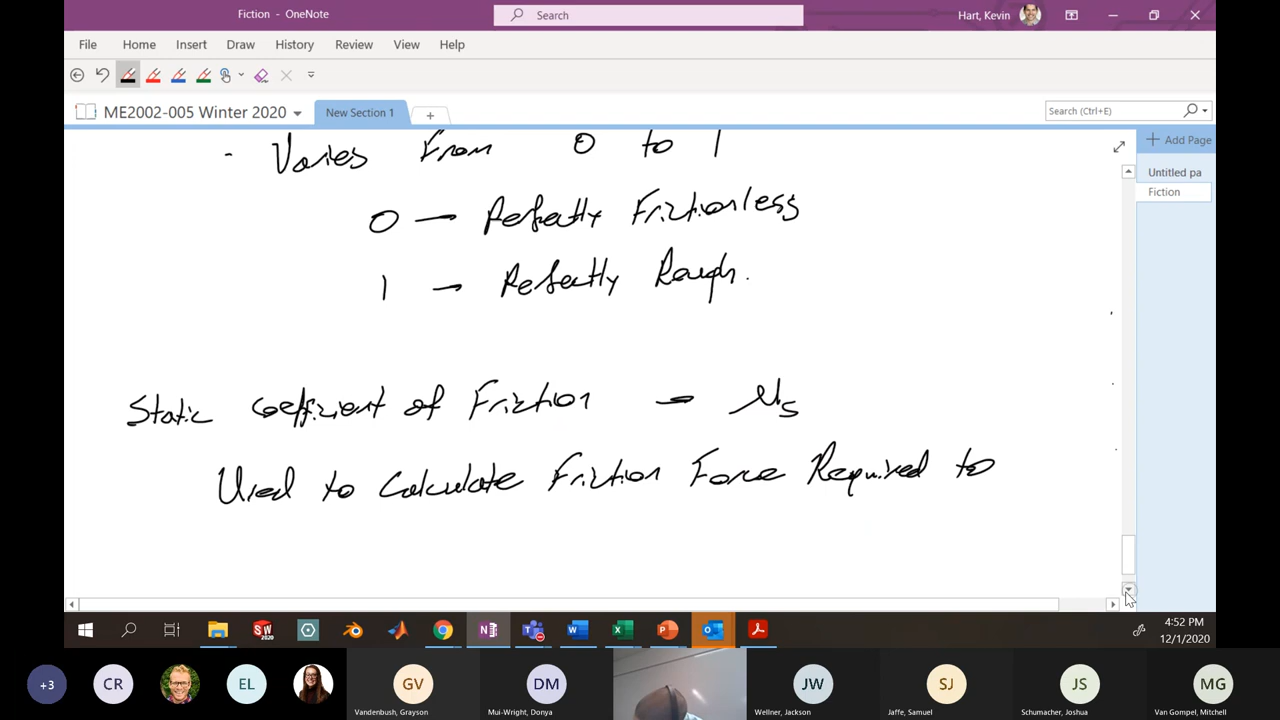 Fiction - OneNote
Search
Hart, Kevin
File Home Insert Draw History Review View Help
ME2002-005 Winter 2020
New Section 1
Search (Ctrl+E)
Add Page
Untitled pa
Fiction
- Varies From 0 to 1
0 — Perfectly Frictionless
1 — Perfectly Rough.
Static Coefficient of Friction — μs
Used to Calculate Friction Force Required to
4:52 PM
12/1/2020
+3 CR EL GV DM JW SJ JS MG
Vandenbush, Grayson Mui-Wright, Donya Wellner, Jackson Jaffe, Samuel Schumacher, Joshua Van Gompel, Mitchell